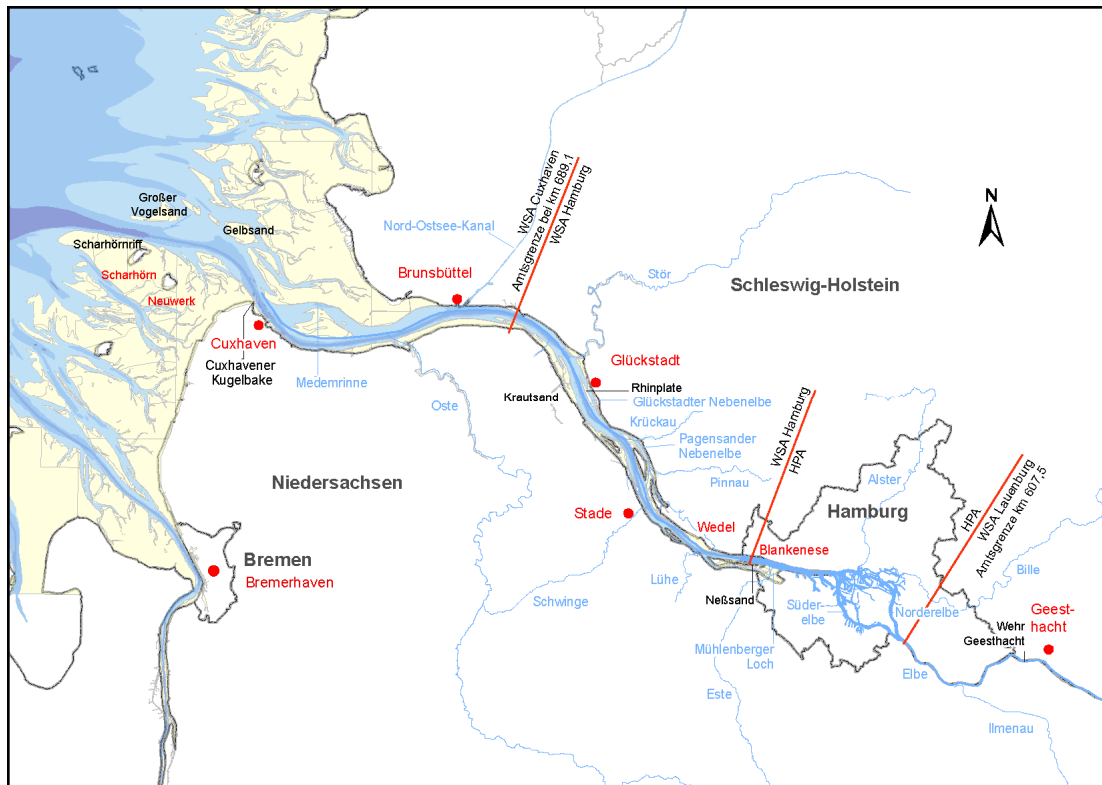 Großer
Vogelsand
Scharhörnriff
Gelbsand
Scharhörn
Neuwerk
Cuxhaven
Cuxhavener
Kugelbake
Medemrinne
Nord-Ostsee-Kanal
Brunsbüttel
WSA Cuxhaven
Amtsgrenze bei km 689,1
WSA Hamburg
N
Stör
Schleswig-Holstein
Glückstadt
Rhinplate
Glückstadter Nebenelbe
Krautsand
Krückau
Pagensander
Nebenelbe
Oste
Pinnau
WSA Hamburg
HPA
Niedersachsen
Stade
Wedel
Blankenese
Alster
Hamburg
HPA
WSA Lauenburg
Amtsgrenze km 607,5
Bille
Bremen
Bremerhaven
Schwinge
Lühe
Neßsand
Süder-
elbe
Norderelbe
Mühlenberger
Loch
Este
Elbe
Wehr
Geesthacht
Geest-
hacht
Ilmenau